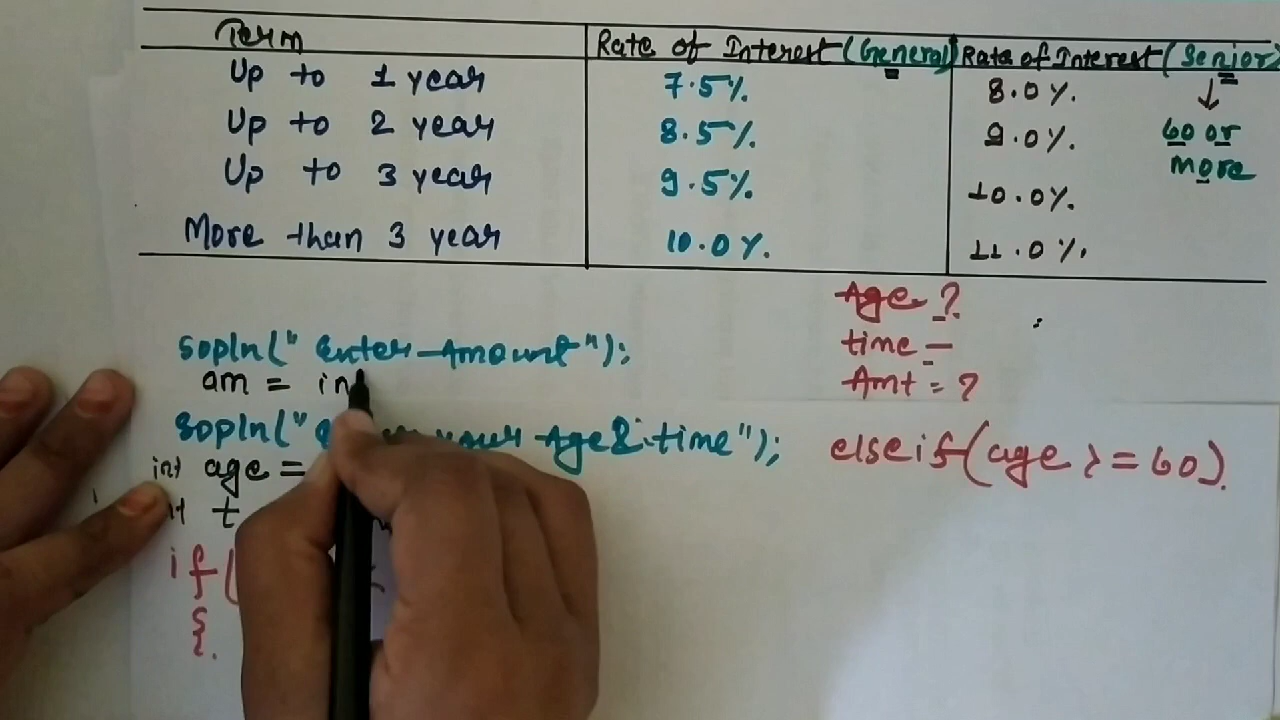 Term Rate of Interest (General) Rate of Interest (Senior)
Up to 1 year 7.5% 8.0%. ↓
Up to 2 year 8.5% 9.0%. 60 or more
Up to 3 year 9.5% 10.0%.
More than 3 year 10.0%. 11.0%.
Age ?
time =
Amt = ?
sopln(" Enter Amount");
am = in
sopln(" your Age & time");
int age =
t
if(
{.
else if(age >= 60).